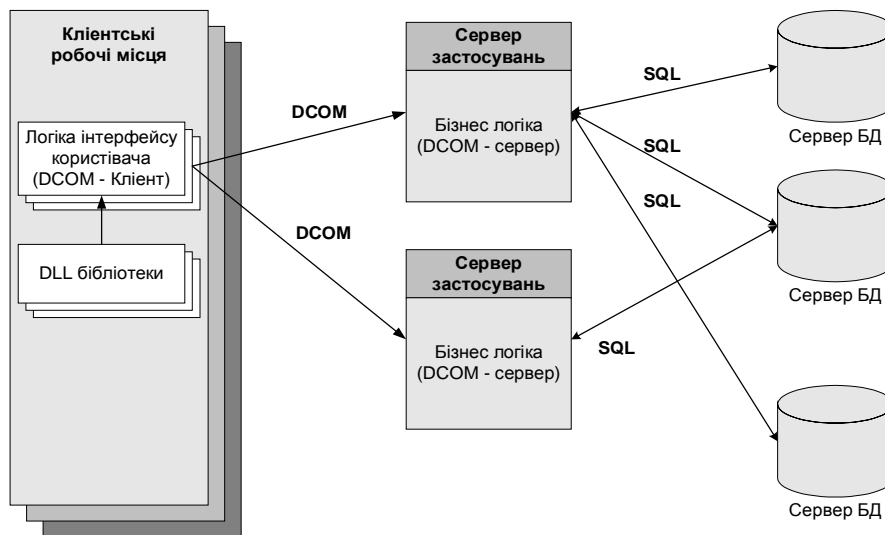 Клієнтські
робочі місця
Логіка інтерфейсу
користівача
(DCOM - Клієнт)
DLL бібліотеки
DCOM
DCOM
Сервер
застосувань
Бізнес логіка
(DCOM - сервер)
Сервер
застосувань
Бізнес логіка
(DCOM - сервер)
SQL
SQL
SQL
SQL
Сервер БД
Сервер БД
Сервер БД